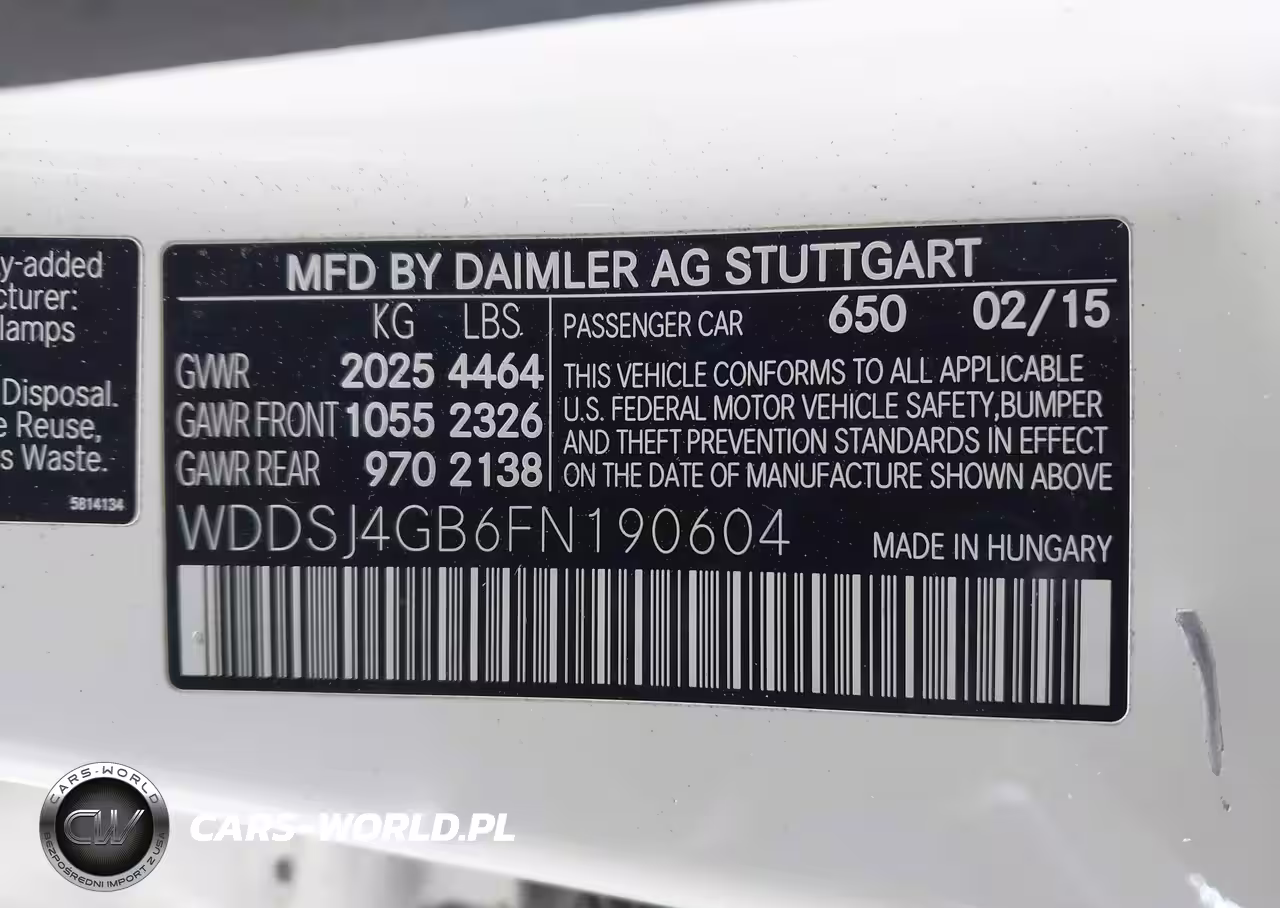 y-added
cturer:
lamps
Disposal.
e Reuse,
s Waste.
5814134
MFD BY DAIMLER AG STUTTGART
KG LBS
GVWR 2025 4464
GAWR FRONT 1055 2326
GAWR REAR 970 2138
PASSENGER CAR 650 02/15
THIS VEHICLE CONFORMS TO ALL APPLICABLE
U.S. FEDERAL MOTOR VEHICLE SAFETY,BUMPER
AND THEFT PREVENTION STANDARDS IN EFFECT
ON THE DATE OF MANUFACTURE SHOWN ABOVE
WDDSJ4GB6FN190604
MADE IN HUNGARY
CARS-WORLD
CW
BEZPOŚREDNI IMPORT Z USA
CARS-WORLD.PL